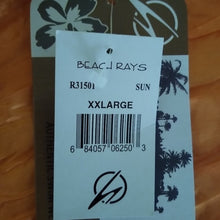 BEACH RAYS
R31501 SUN
XXLARGE
6 84057 06250 3